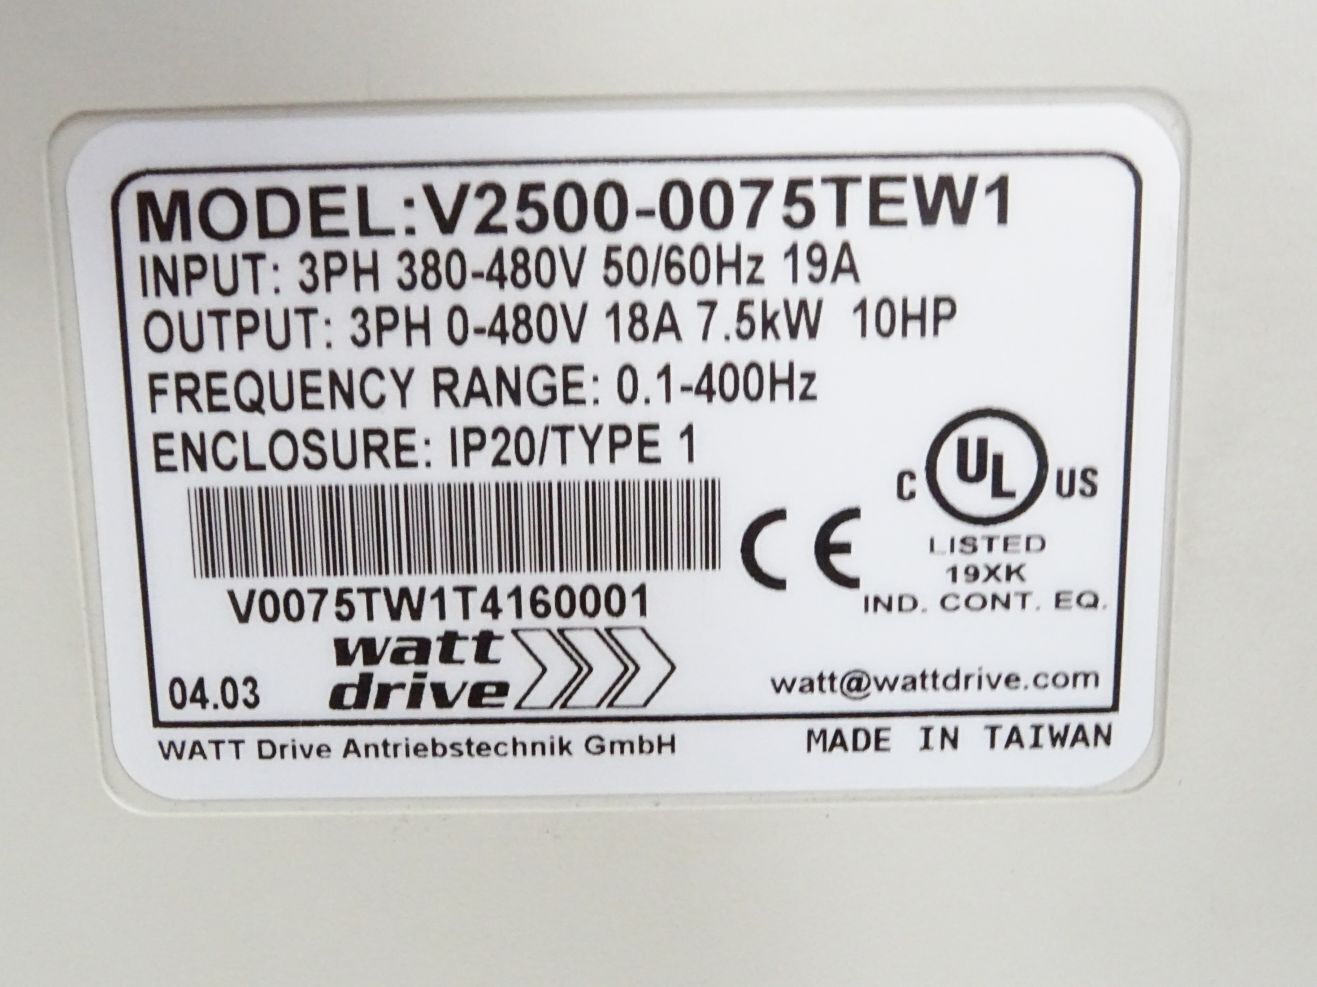 MODEL:V2500-0075TEW1
INPUT: 3PH 380-480V 50/60Hz 19A
OUTPUT: 3PH 0-480V 18A 7.5kW 10HP
FREQUENCY RANGE: 0.1-400Hz
ENCLOSURE: IP20/TYPE 1
C UL US
LISTED
19XK
IND. CONT. EQ.
CE
V0075TW1T4160001
watt
drive
04.03
watt@wattdrive.com
WATT Drive Antriebstechnik GmbH
MADE IN TAIWAN